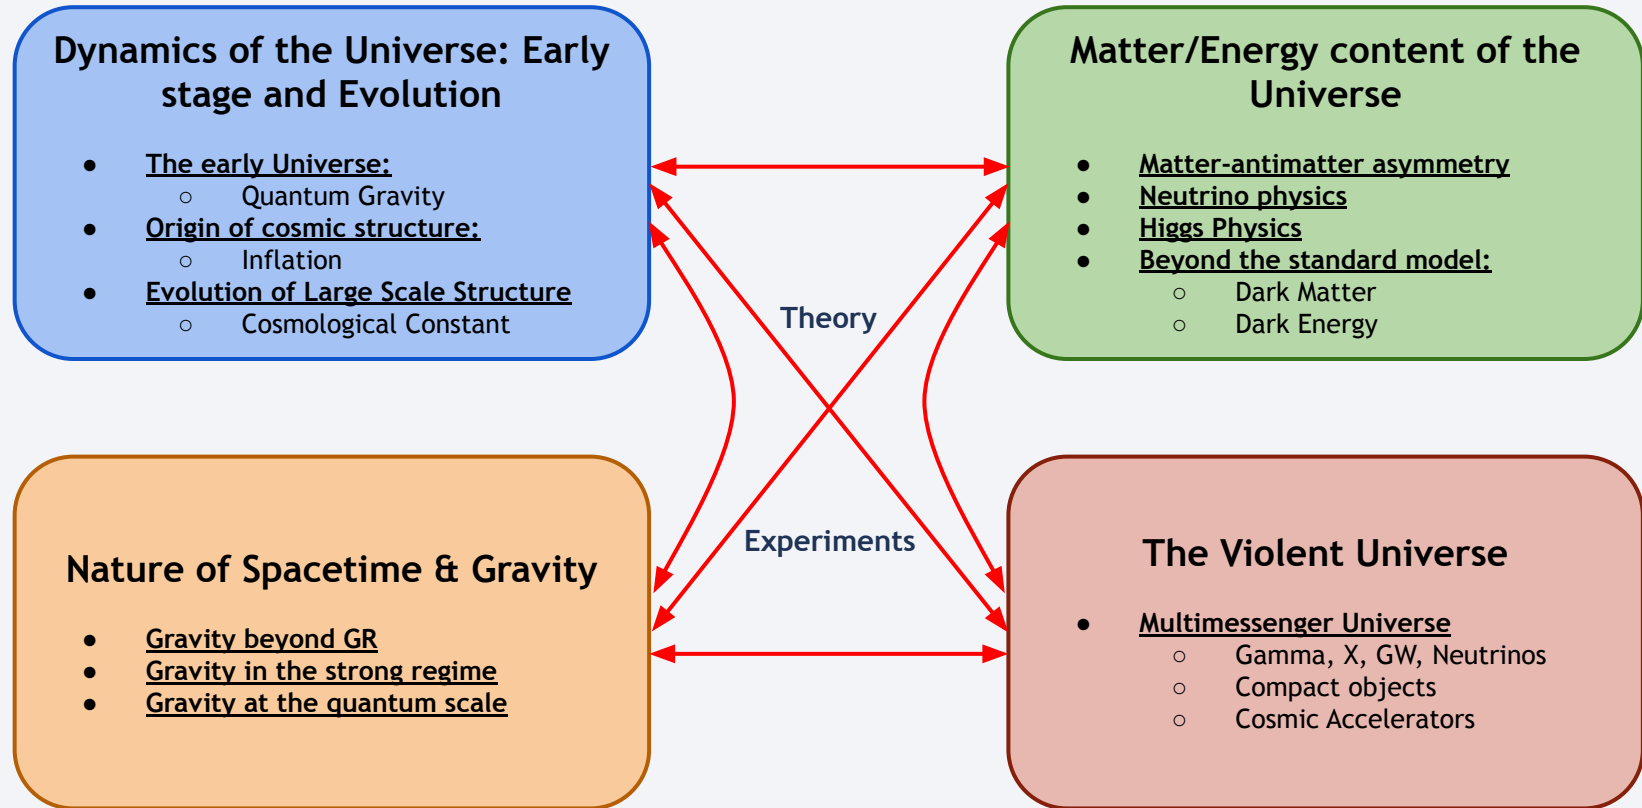 Dynamics of the Universe: Early
stage and Evolution
● The early Universe:
○ Quantum Gravity
● Origin of cosmic structure:
○ Inflation
● Evolution of Large Scale Structure
○ Cosmological Constant
Matter/Energy content of the
Universe
● Matter-antimatter asymmetry
● Neutrino physics
● Higgs Physics
● Beyond the standard model:
○ Dark Matter
○ Dark Energy
Theory
Experiments
Nature of Spacetime & Gravity
● Gravity beyond GR
● Gravity in the strong regime
● Gravity at the quantum scale
The Violent Universe
● Multimessenger Universe
○ Gamma, X, GW, Neutrinos
○ Compact objects
○ Cosmic Accelerators